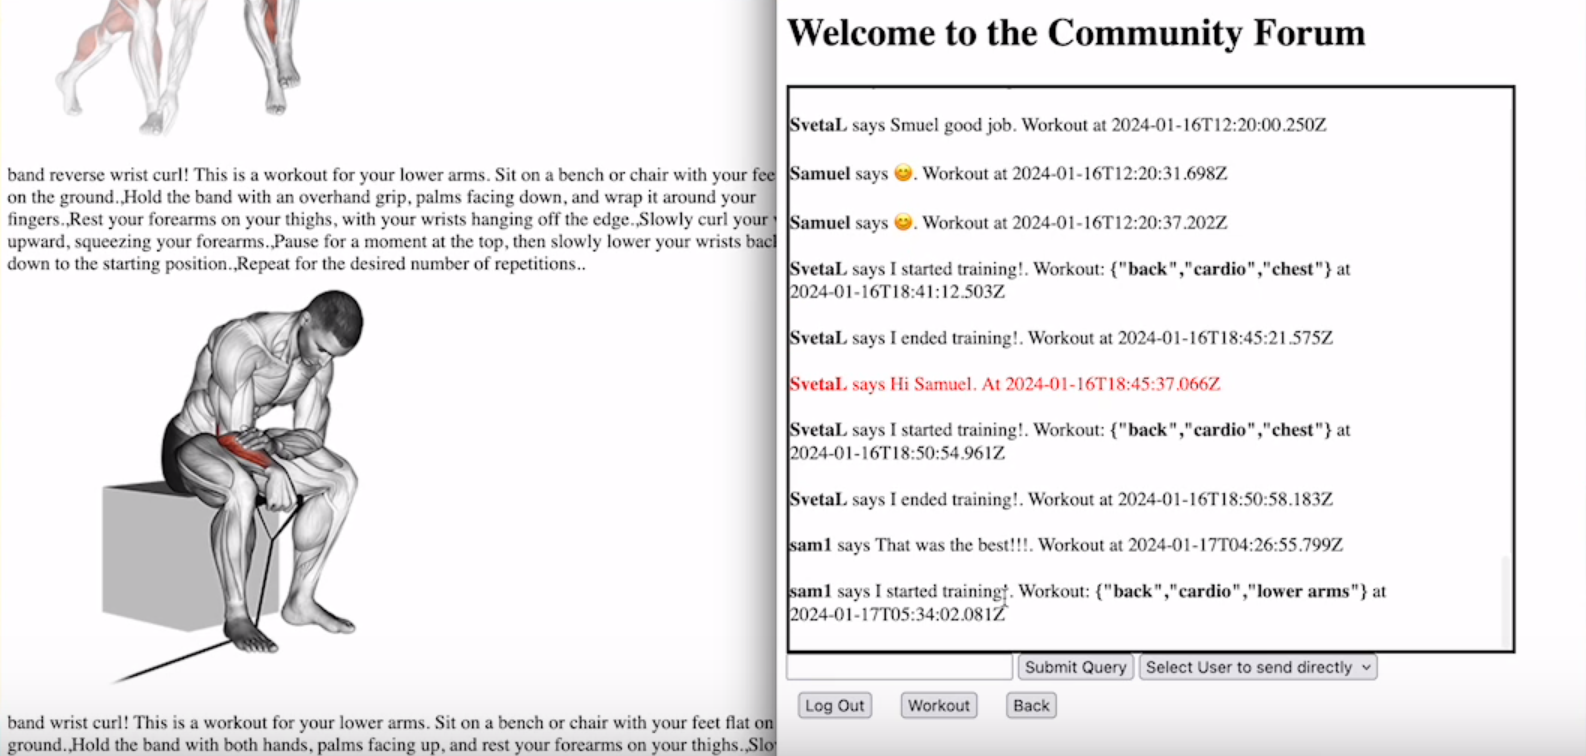 band reverse wrist curl! This is a workout for your lower arms. Sit on a bench or chair with your fee
on the ground.,Hold the band with an overhand grip, palms facing down, and wrap it around your
fingers.,Rest your forearms on your thighs, with your wrists hanging off the edge.,Slowly curl your
upward, squeezing your forearms.,Pause for a moment at the top, then slowly lower your wrists bacl
down to the starting position.,Repeat for the desired number of repetitions..
band wrist curl! This is a workout for your lower arms. Sit on a bench or chair with your feet flat on
ground.,Hold the band with both hands, palms facing up, and rest your forearms on your thighs.,Slo
Welcome to the Community Forum
SvetaL says Smuel good job. Workout at 2024-01-16T12:20:00.250Z
Samuel says 😊. Workout at 2024-01-16T12:20:31.698Z
Samuel says 😊. Workout at 2024-01-16T12:20:37.202Z
SvetaL says I started training!. Workout: {"back","cardio","chest"} at
2024-01-16T18:41:12.503Z
SvetaL says I ended training!. Workout at 2024-01-16T18:45:21.575Z
SvetaL says Hi Samuel. At 2024-01-16T18:45:37.066Z
SvetaL says I started training!. Workout: {"back","cardio","chest"} at
2024-01-16T18:50:54.961Z
SvetaL says I ended training!. Workout at 2024-01-16T18:50:58.183Z
sam1 says That was the best!!!. Workout at 2024-01-17T04:26:55.799Z
sam1 says I started training!. Workout: {"back","cardio","lower arms"} at
2024-01-17T05:34:02.081Z
Submit Query Select User to send directly
Log Out Workout Back